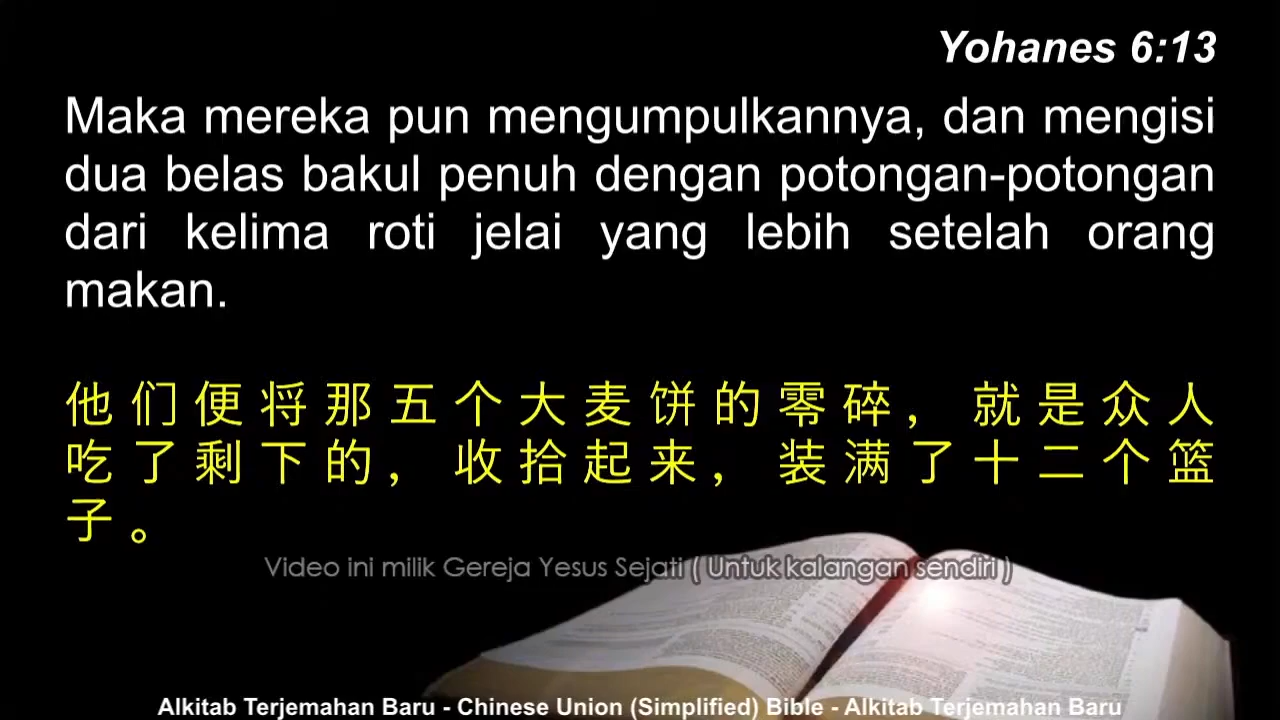 Yohanes 6:13
Maka mereka pun mengumpulkannya, dan mengisi
dua belas bakul penuh dengan potongan-potongan
dari kelima roti jelai yang lebih setelah orang
makan.
他们便将那五个大麦饼的零碎，就是众人
吃了剩下的，收拾起来，装满了十二个篮
子。
Video ini milik Gereja Yesus Sejati ( Untuk kalangan sendiri )
Alkitab Terjemahan Baru - Chinese Union (Simplified) Bible - Alkitab Terjemahan Baru